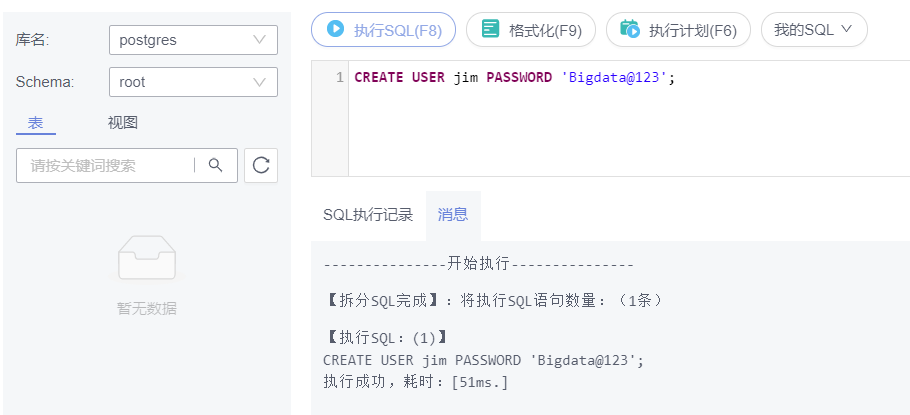 库名:
postgres
Schema:
root
表
视图
请按关键词搜索
暂无数据
执行SQL(F8)
格式化(F9)
执行计划(F6)
我的SQL
1
CREATE USER jim PASSWORD 'Bigdata@123';
SQL执行记录
消息
---------------开始执行---------------
【拆分SQL完成】：将执行SQL语句数量：（1条）
【执行SQL：(1)】
CREATE USER jim PASSWORD 'Bigdata@123';
执行成功，耗时：[51ms.]